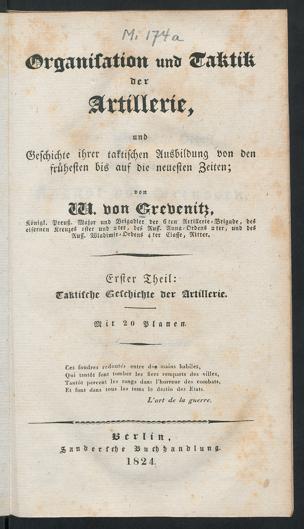 Mi 174a
Organisation und Taktik
der
Artillerie,
und
Geschichte ihrer taktischen Ausbildung von den
frühesten bis auf die neuesten Zeiten;
von
W. von Grevenitz,
Königl. Preuß. Major und Brigadier der 6ten Artillerie-Brigade, des
eisernen Kreuzes 1ster und 2ter, des Ruß. Anna-Ordens 2ter, und des
Ruß. Wladimir-Ordens 4ter Classe, Ritter.
Erster Theil:
Taktische Geschichte der Artillerie.
Mit 20 Planen.
Ces foudres redoutés entre des mains habiles,
Qui tantôt font tomber les fiers remparts des villes,
Tantôt percent les rangs dans l'horreur des combats,
Et font dans tous les tems le destin des Etats.
L'art de la guerre.
Berlin,
Sandersche Buchhandlung.
1824.